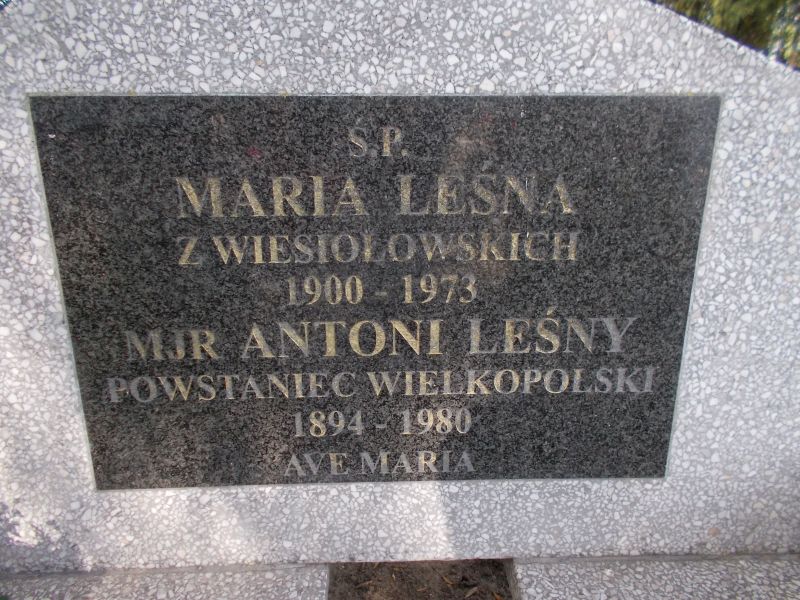 Ś.P.
MARIA LEŚNA
Z WIESIOŁOWSKICH
1900 - 1973
MJR ANTONI LEŚNY
POWSTANIEC WIELKOPOLSKI
1894 - 1980
AVE MARIA